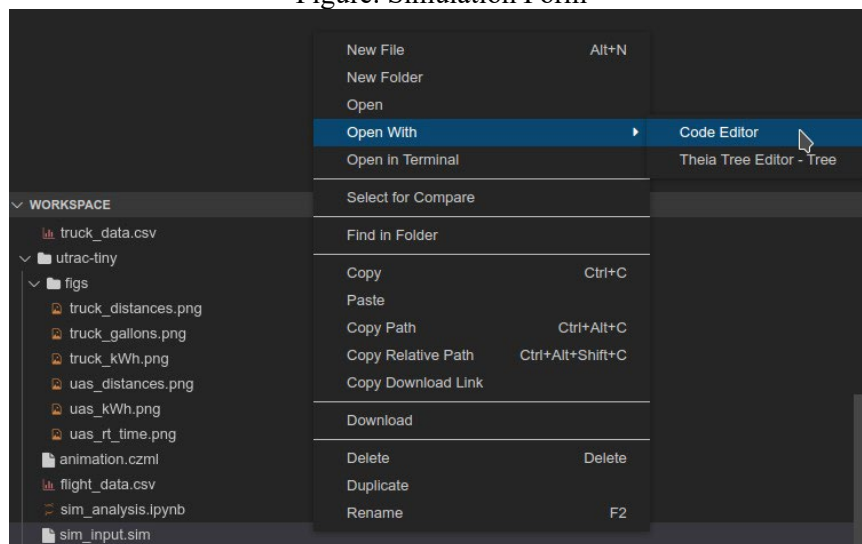 Figure: Simulation Form
New File Alt+N
New Folder
Open
Open With
Code Editor
Open in Terminal
Theia Tree Editor - Tree
Select for Compare
Find in Folder
Copy Ctrl+C
Paste
Copy Path Ctrl+Alt+C
Copy Relative Path Ctrl+Alt+Shift+C
Copy Download Link
Download
Delete Delete
Duplicate
Rename F2
WORKSPACE
truck_data.csv
utrac-tiny
figs
truck_distances.png
truck_gallons.png
truck_kWh.png
uas_distances.png
uas_kWh.png
uas_rt_time.png
animation.czml
flight_data.csv
sim_analysis.ipynb
sim_input.sim